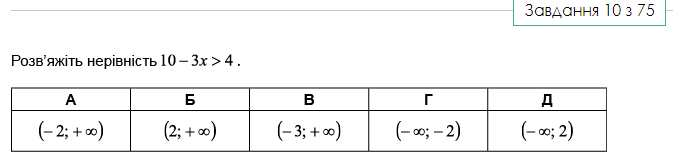 Завдання 10 з 75
Розв’яжіть нерівність 10 − 3x > 4 .
А Б В Г Д
(− 2; + ∞) (2; + ∞) (− 3; + ∞) (− ∞; − 2) (− ∞; 2)